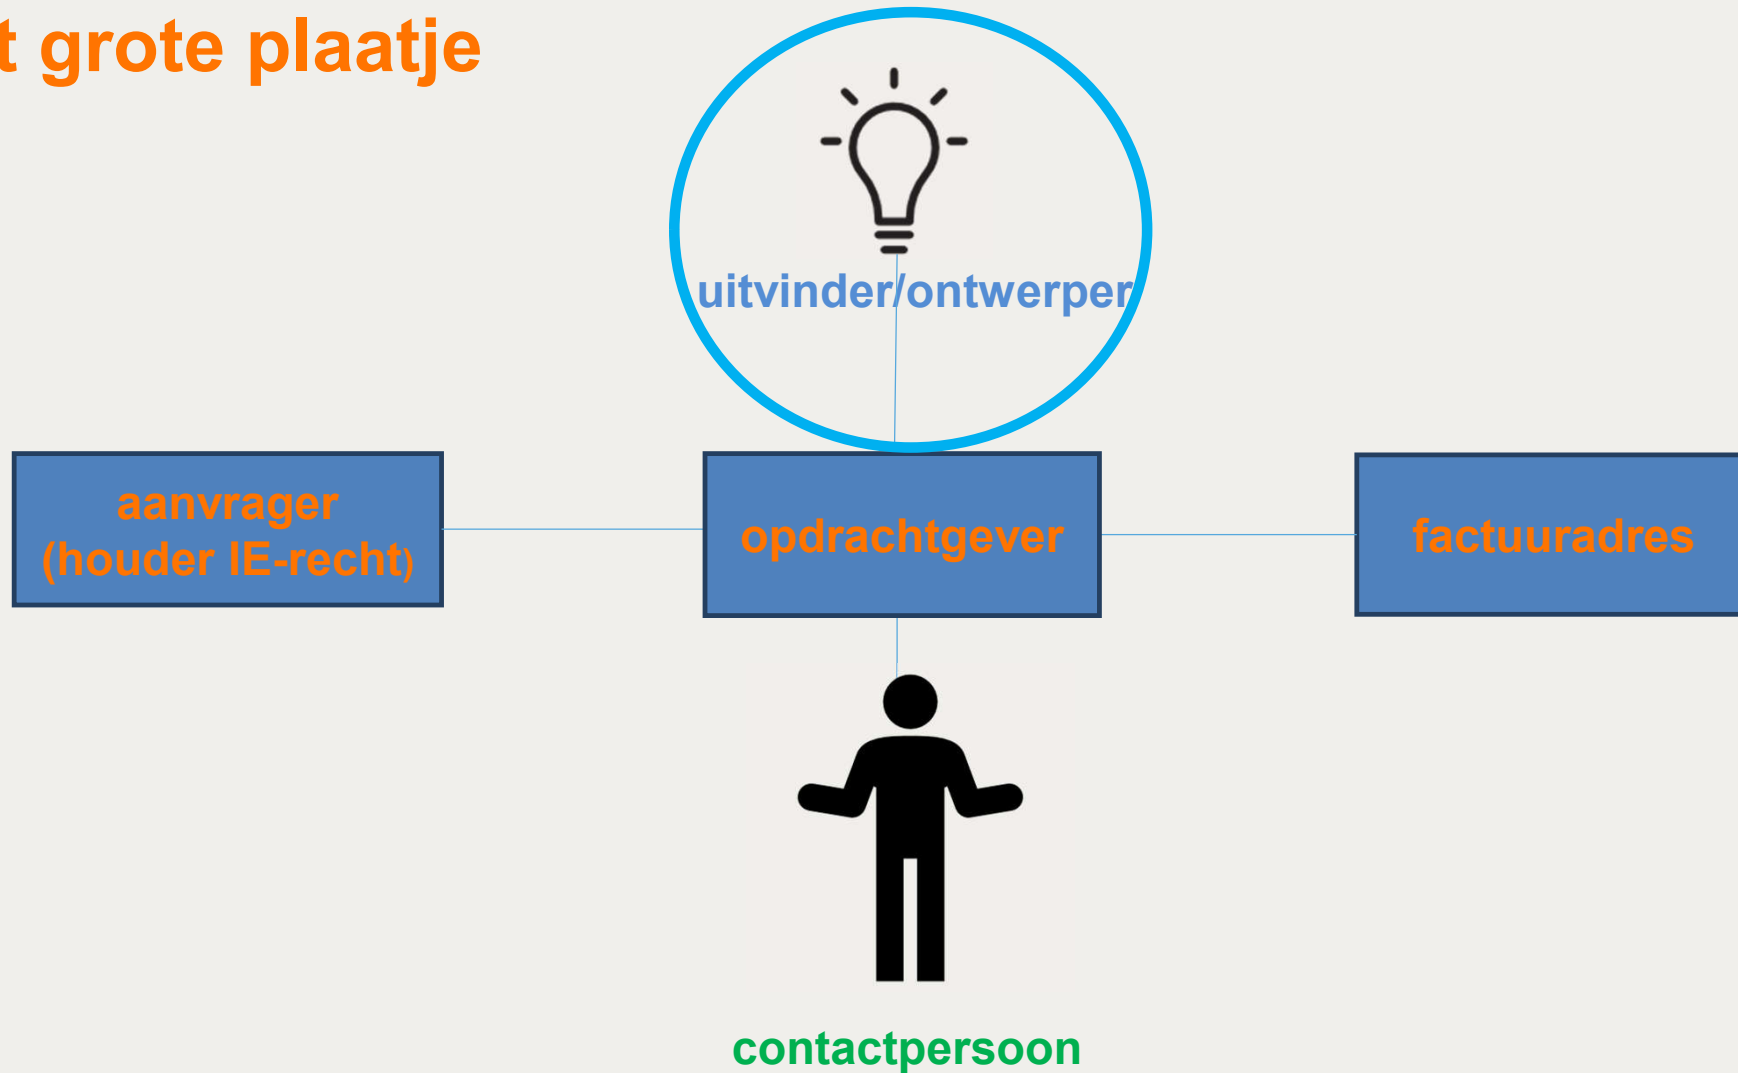 t grote plaatje
uitvinder/ontwerper
aanvrager
(houder IE-recht)
opdrachtgever
factuuradres
contactpersoon